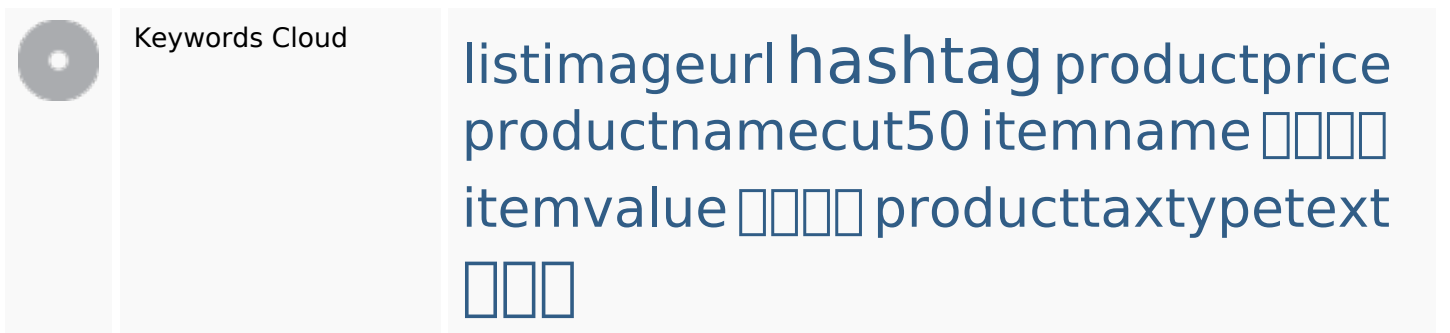 Keywords Cloud
listimageurl hashtag productprice
productnamecut50 itemname
itemvalue producttaxtypetext